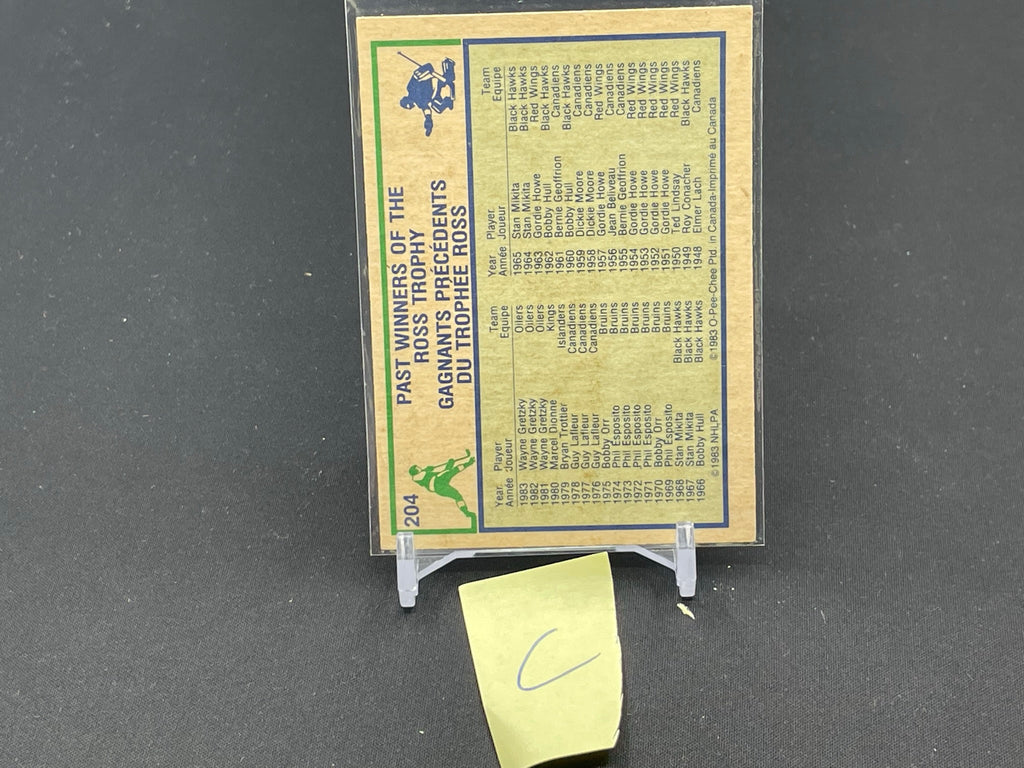 204
PAST WINNERS OF THE
ROSS TROPHY
GAGNANTS PRÉCÉDENTS
DU TROPHÉE ROSS
Year Player Team
Année Joueur Equipe
1983 Wayne Gretzky Oilers
1982 Wayne Gretzky Oilers
1981 Wayne Gretzky Oilers
1980 Marcel Dionne Kings
1979 Bryan Trottier Islanders
1978 Guy Lafleur Canadiens
1977 Guy Lafleur Canadiens
1976 Guy Lafleur Canadiens
1975 Bobby Orr Bruins
1974 Phil Esposito Bruins
1973 Phil Esposito Bruins
1972 Phil Esposito Bruins
1971 Phil Esposito Bruins
1970 Bobby Orr Bruins
1969 Phil Esposito Bruins
1968 Stan Mikita Black Hawks
1967 Stan Mikita Black Hawks
1966 Bobby Hull Black Hawks
Year Player Team
Année Joueur Equipe
1965 Stan Mikita Black Hawks
1964 Stan Mikita Black Hawks
1963 Gordie Howe Red Wings
1962 Bobby Hull Black Hawks
1961 Bernie Geoffrion Canadiens
1960 Bobby Hull Black Hawks
1959 Dickie Moore Canadiens
1958 Dickie Moore Canadiens
1957 Gordie Howe Red Wings
1956 Jean Beliveau Canadiens
1955 Bernie Geoffrion Canadiens
1954 Gordie Howe Red Wings
1953 Gordie Howe Red Wings
1952 Gordie Howe Red Wings
1951 Gordie Howe Red Wings
1950 Ted Lindsay Red Wings
1949 Roy Conacher Black Hawks
1948 Elmer Lach Canadiens
©1983 NHLPA ©1983 O-Pee-Chee Ptd. in Canada-Imprimé au Canada
C